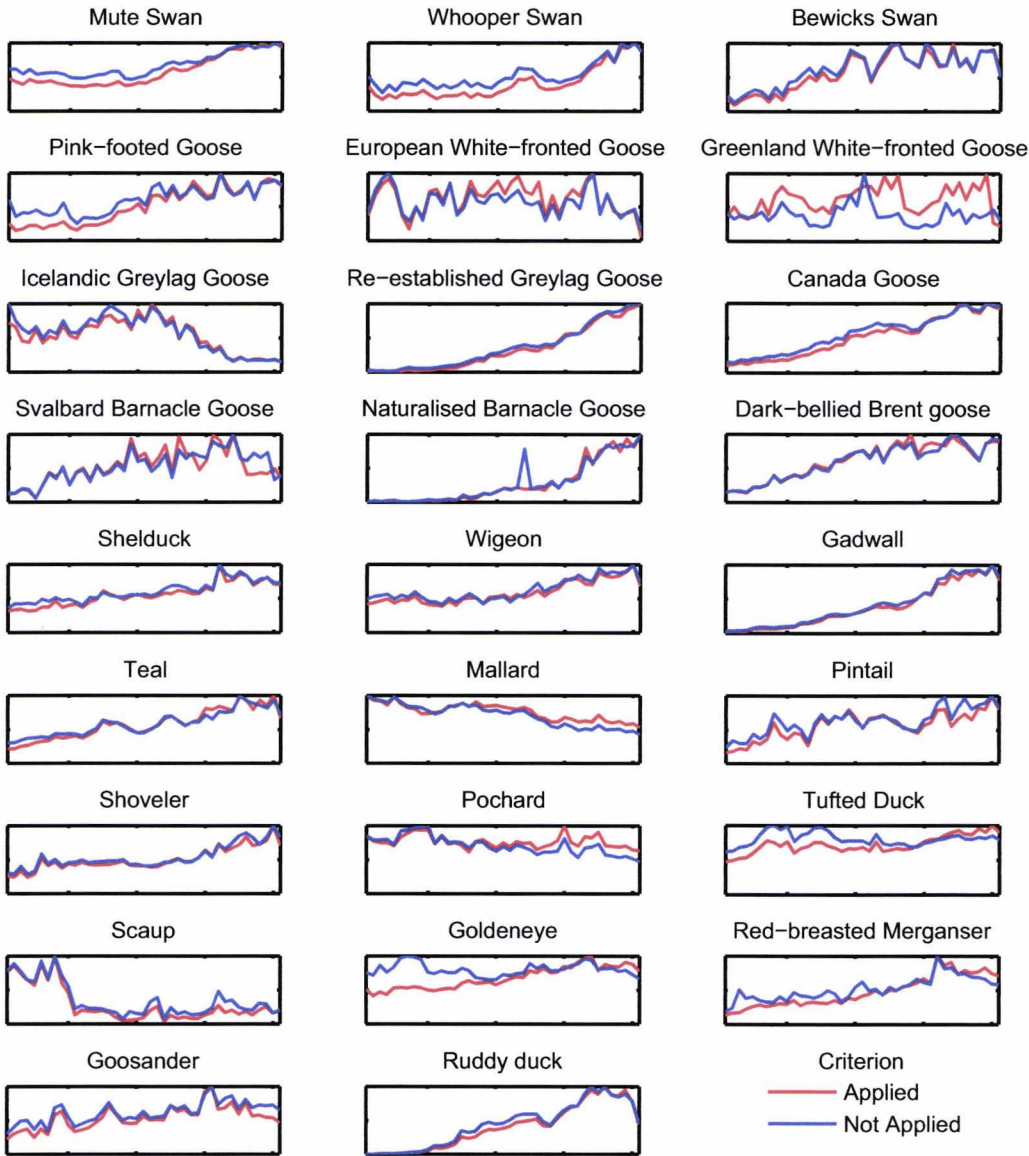 Mute Swan
Whooper Swan
Bewicks Swan
Pink-footed Goose
European White-fronted Goose
Greenland White-fronted Goose
Icelandic Greylag Goose
Re-established Greylag Goose
Canada Goose
Svalbard Barnacle Goose
Naturalised Barnacle Goose
Dark-bellied Brent goose
Shelduck
Wigeon
Gadwall
Teal
Mallard
Pintail
Shoveler
Pochard
Tufted Duck
Scaup
Goldeneye
Red-breasted Merganser
Goosander
Ruddy duck
Criterion
Applied
Not Applied